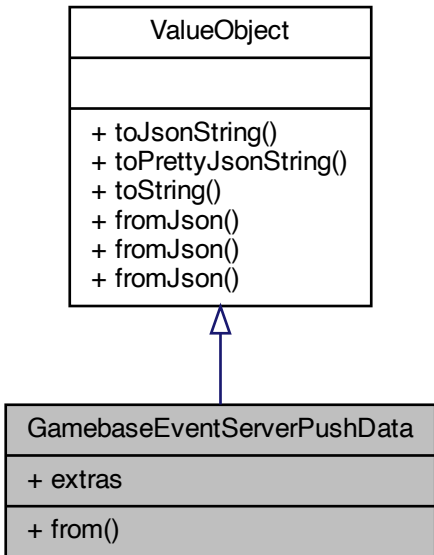 ValueObject
+ toJsonString()
+ toPrettyJsonString()
+ toString()
+ fromJson()
+ fromJson()
+ fromJson()
GamebaseEventServerPushData
+ extras
+ from()